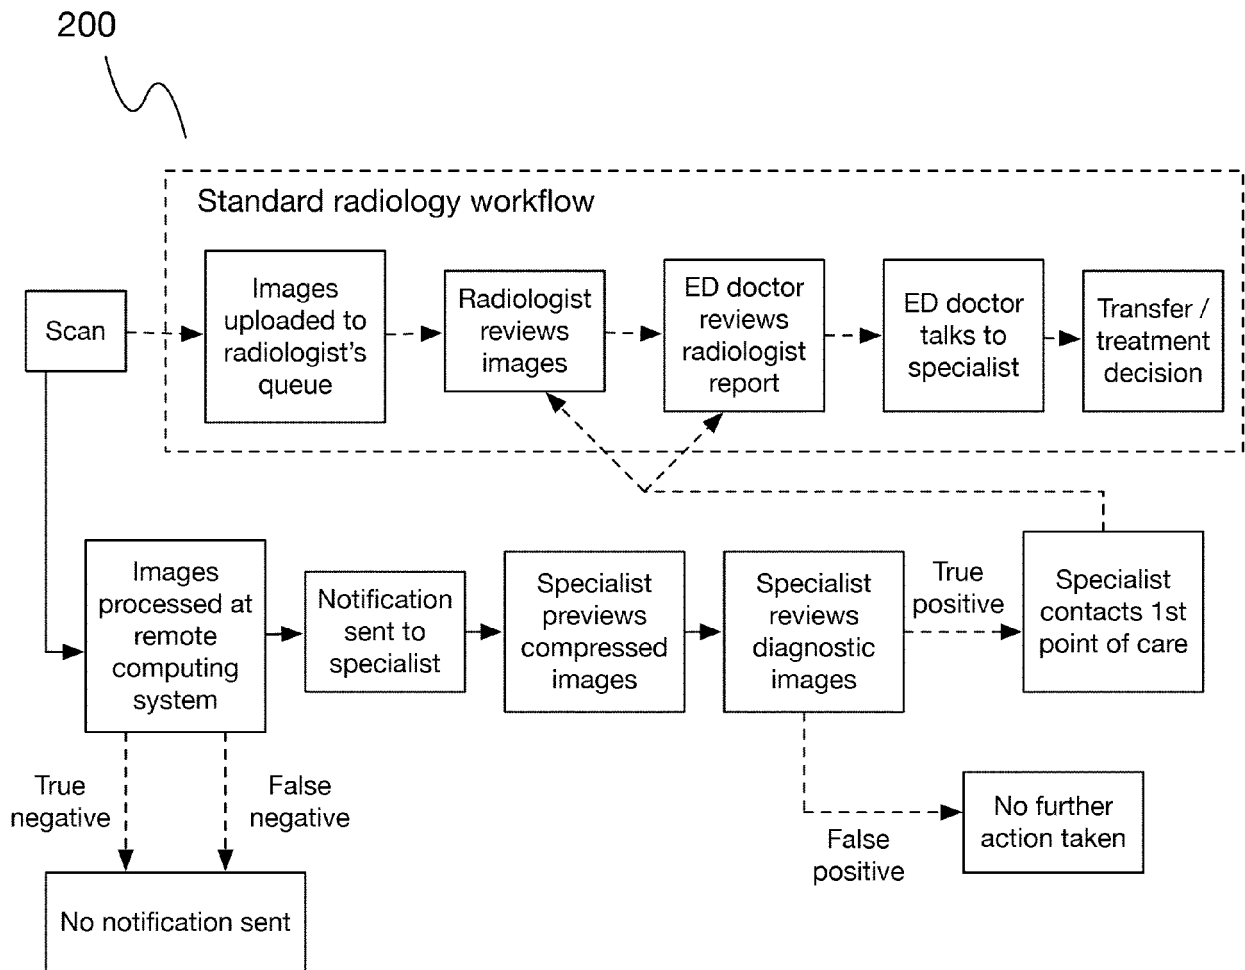 200
Standard radiology workflow
Scan
Images
uploaded to
radiologist's
queue
Radiologist
reviews
images
ED doctor
reviews
radiologist
report
ED doctor
talks to
specialist
Transfer /
treatment
decision
Images
processed at
remote
computing
system
Notification
sent to
specialist
Specialist
previews
compressed
images
Specialist
reviews
diagnostic
images
True
positive
Specialist
contacts 1st
point of care
True
negative
False
negative
False
positive
No further
action taken
No notification sent